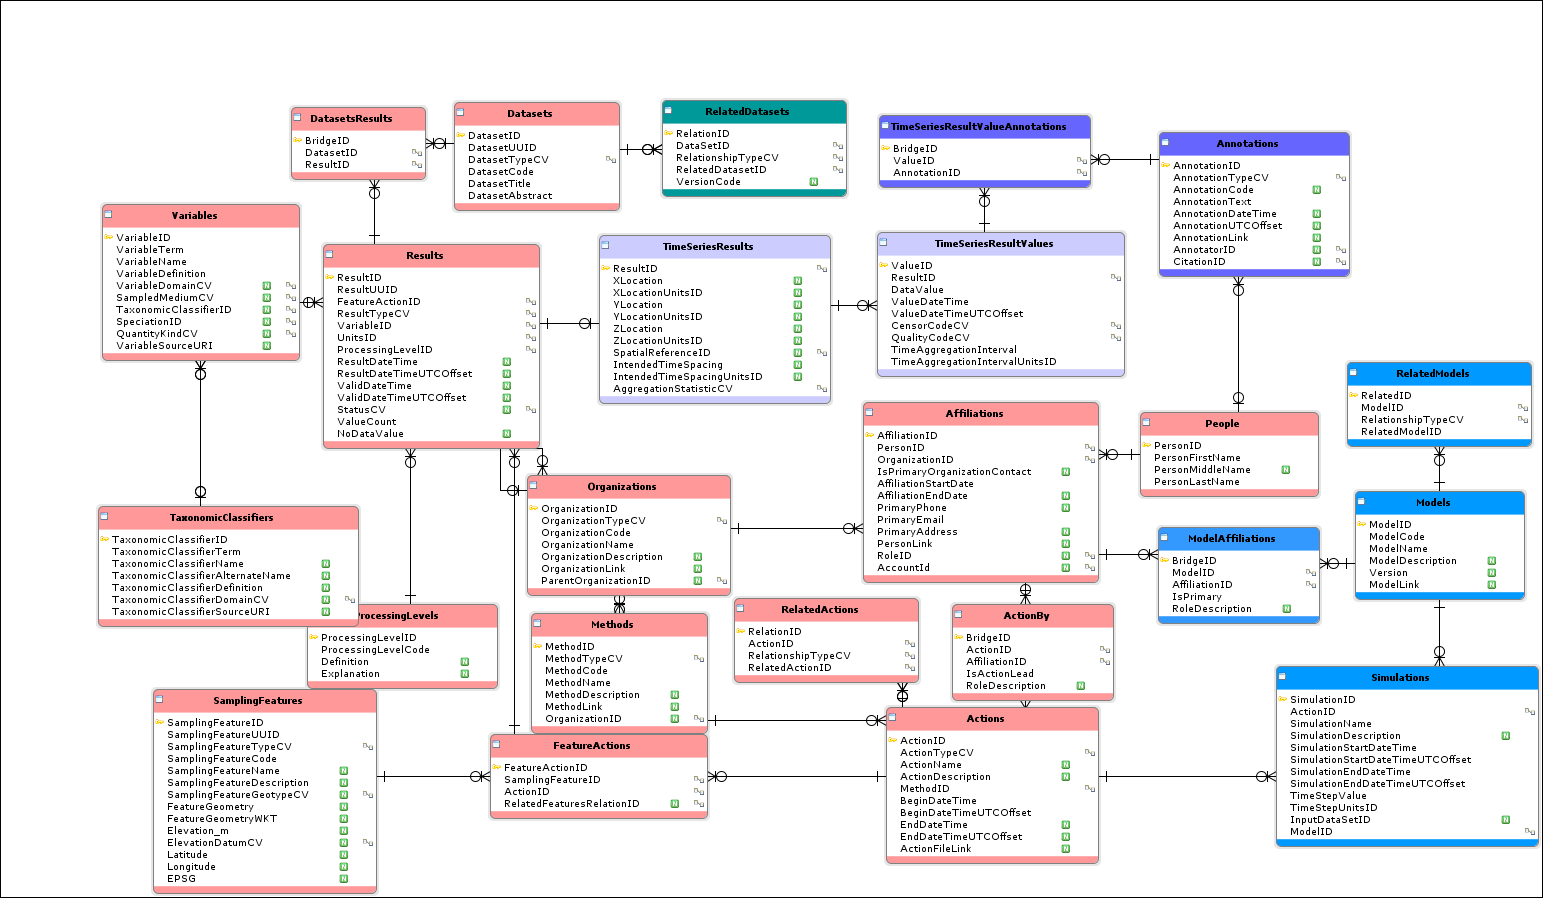 DatasetsResults
BridgeID
DatasetID
ResultID
Datasets
DatasetID
DatasetUUID
DatasetTypeCV
DatasetCode
DatasetTitle
DatasetAbstract
RelatedDatasets
RelationID
DataSetID
RelationshipTypeCV
RelatedDatasetID
VersionCode
TimeSeriesResultValueAnnotations
BridgeID
ValueID
AnnotationID
Annotations
AnnotationID
AnnotationTypeCV
AnnotationCode
AnnotationText
AnnotationDateTime
AnnotationUTCOffset
AnnotationLink
AnnotatorID
CitationID
Variables
VariableID
VariableTerm
VariableName
VariableDefinition
VariableDomainCV
SampledMediumCV
TaxonomicClassifierID
SpeciationID
QuantityKindCV
VariableSourceURI
Results
ResultID
ResultUUID
FeatureActionID
ResultTypeCV
VariableID
UnitsID
ProcessingLevelID
ResultDateTime
ResultDateTimeUTCOffset
ValidDateTime
ValidDateTimeUTCOffset
StatusCV
ValueCount
NoDataValue
TimeSeriesResults
ResultID
XLocation
XLocationUnitsID
YLocation
YLocationUnitsID
ZLocation
ZLocationUnitsID
SpatialReferenceID
IntendedTimeSpacing
IntendedTimeSpacingUnitsID
AggregationStatisticCV
TimeSeriesResultValues
ValueID
ResultID
DataValue
ValueDateTime
ValueDateTimeUTCOffset
CensorCodeCV
QualityCodeCV
TimeAggregationInterval
TimeAggregationIntervalUnitsID
RelatedModels
RelatedID
ModelID
RelationshipTypeCV
RelatedModelID
Affiliations
AffiliationID
PersonID
OrganizationID
IsPrimaryOrganizationContact
AffiliationStartDate
AffiliationEndDate
PrimaryPhone
PrimaryEmail
PrimaryAddress
PersonLink
RoleID
AccountId
People
PersonID
PersonFirstName
PersonMiddleName
PersonLastName
Organizations
OrganizationID
OrganizationTypeCV
OrganizationCode
OrganizationName
OrganizationDescription
OrganizationLink
ParentOrganizationID
Models
ModelID
ModelCode
ModelName
ModelDescription
Version
ModelLink
TaxonomicClassifiers
TaxonomicClassifierID
TaxonomicClassifierTerm
TaxonomicClassifierName
TaxonomicClassifierAlternateName
TaxonomicClassifierDefinition
TaxonomicClassifierDomainCV
TaxonomicClassifierSourceURI
ModelAffiliations
BridgeID
ModelID
AffiliationID
IsPrimary
RoleDescription
rocessingLevels
ProcessingLevelID
ProcessingLevelCode
Definition
Explanation
Methods
MethodID
MethodTypeCV
MethodCode
MethodName
MethodDescription
MethodLink
OrganizationID
RelatedActions
RelationID
ActionID
RelationshipTypeCV
RelatedActionID
ActionBy
BridgeID
ActionID
AffiliationID
IsActionLead
RoleDescription
SamplingFeatures
SamplingFeatureID
SamplingFeatureUUID
SamplingFeatureTypeCV
SamplingFeatureCode
SamplingFeatureName
SamplingFeatureDescription
SamplingFeatureGeotypeCV
FeatureGeometry
FeatureGeometryWKT
Elevation_m
ElevationDatumCV
Latitude
Longitude
EPSG
FeatureActions
FeatureActionID
SamplingFeatureID
ActionID
RelatedFeaturesRelationID
Actions
ActionID
ActionTypeCV
ActionName
ActionDescription
MethodID
BeginDateTime
BeginDateTimeUTCOffset
EndDateTime
EndDateTimeUTCOffset
ActionFileLink
Simulations
SimulationID
ActionID
SimulationName
SimulationDescription
SimulationStartDateTime
SimulationStartDateTimeUTCOffset
SimulationEndDateTime
SimulationEndDateTimeUTCOffset
TimeStepValue
TimeStepUnitsID
InputDataSetID
ModelID